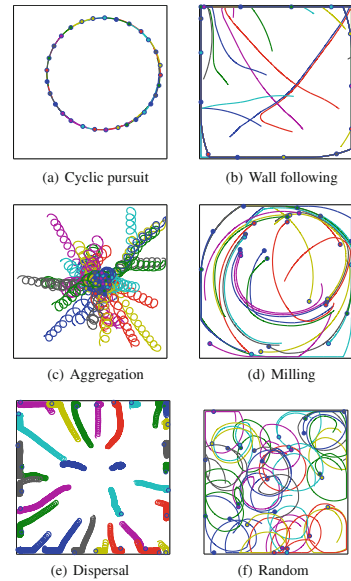 (a) Cyclic pursuit
(b) Wall following
(c) Aggregation
(d) Milling
(e) Dispersal
(f) Random